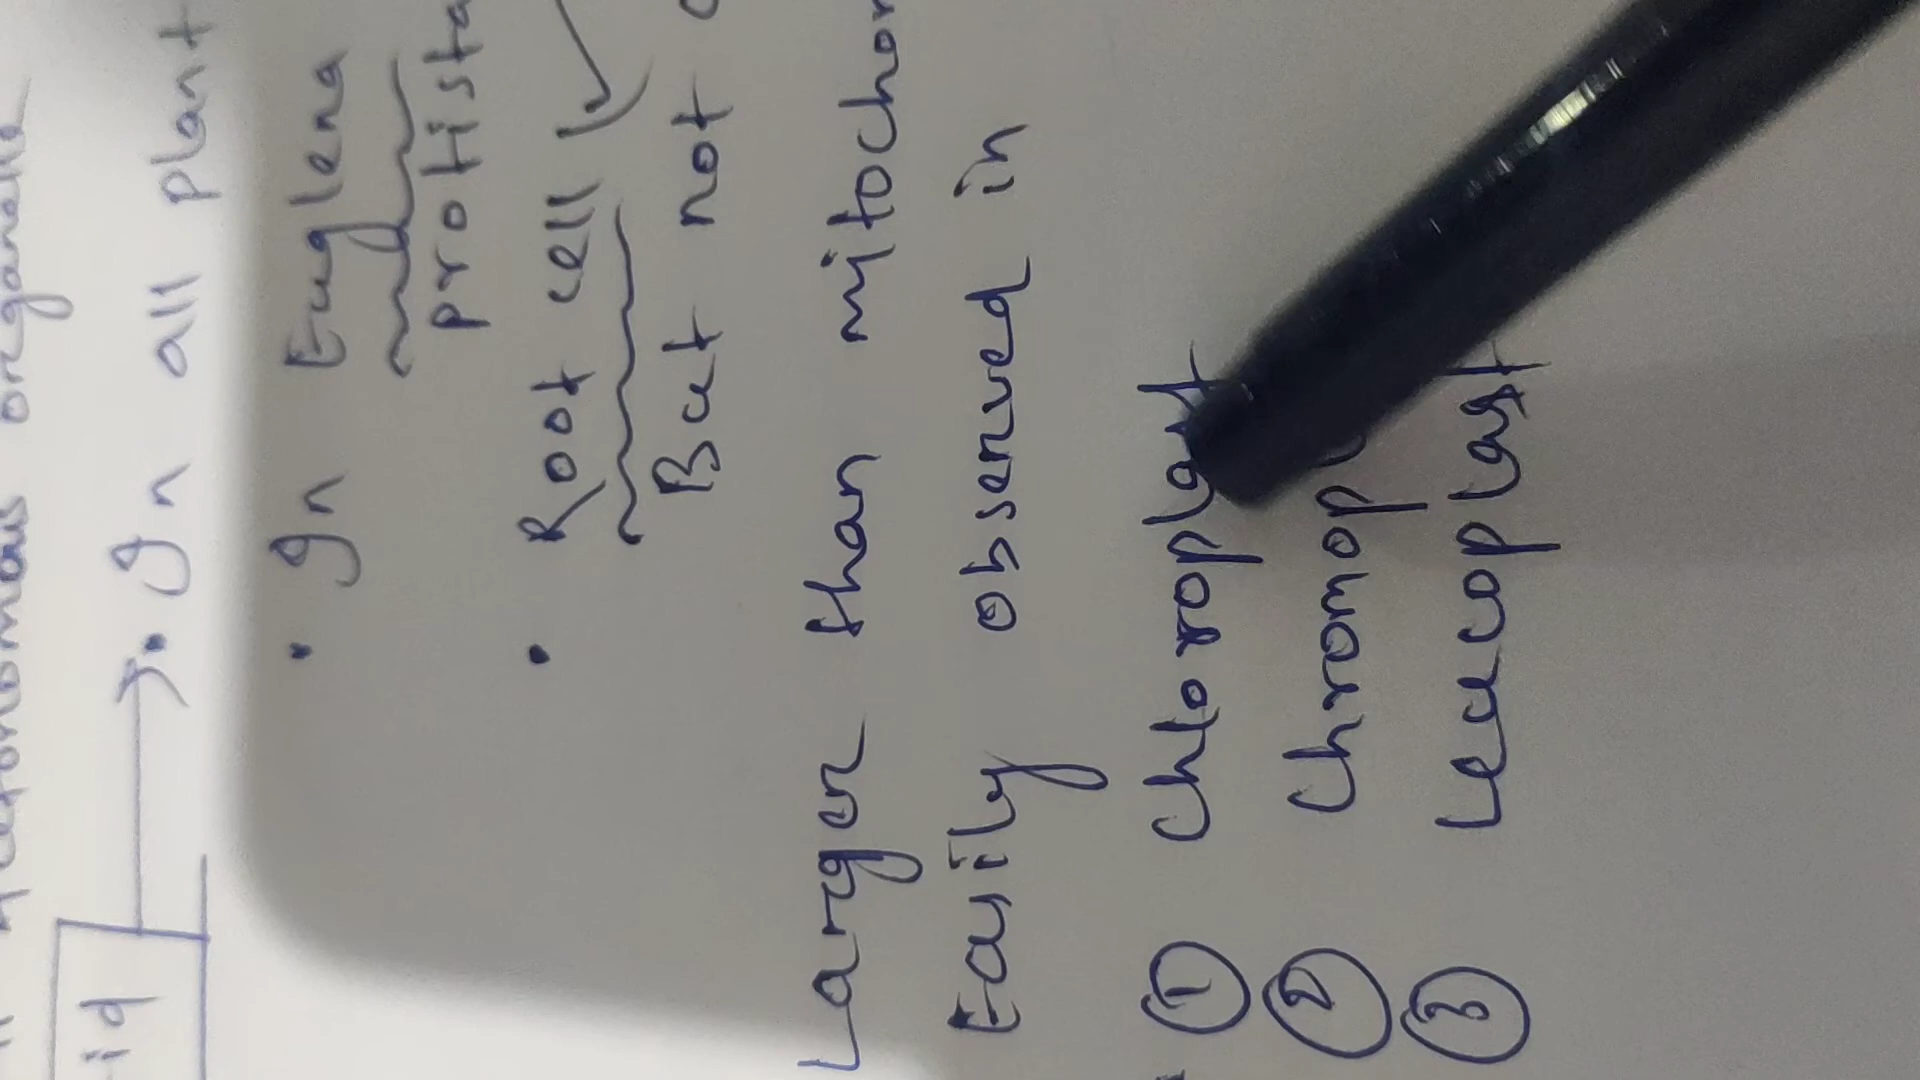 autonomous organelle
id
• In all plant
• In Euglena
protista
• Root cell
But not
Larger than mitochon
Easily observed in
① Chloroplast
② Chromop
③ Leucoplast